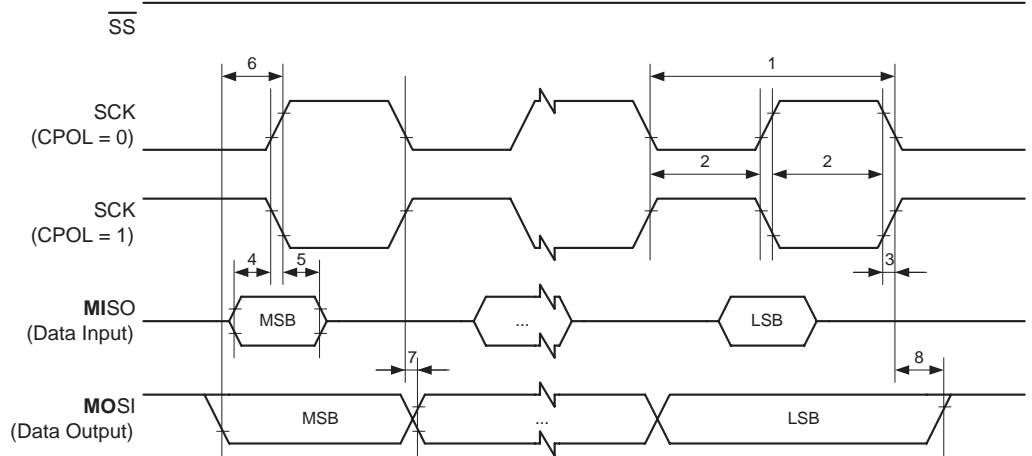 SS
6
1
SCK
(CPOL = 0)
2
2
SCK
(CPOL = 1)
4
5
3
MISO
(Data Input)
MSB
...
LSB
7
8
MOSI
(Data Output)
MSB
...
LSB